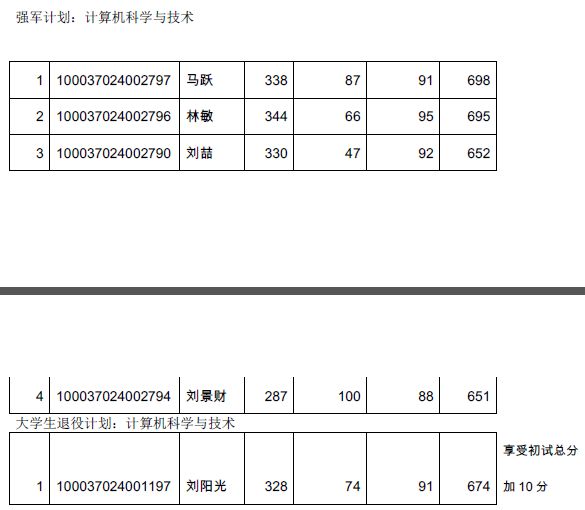 强军计划：计算机科学与技术
1 100037024002797 马跃 338 87 91 698
2 100037024002796 林敏 344 66 95 695
3 100037024002790 刘喆 330 47 92 652
4 100037024002794 刘景财 287 100 88 651
大学生退役计划：计算机科学与技术
享受初试总分
1 100037024001197 刘阳光 328 74 91 674 加 10 分